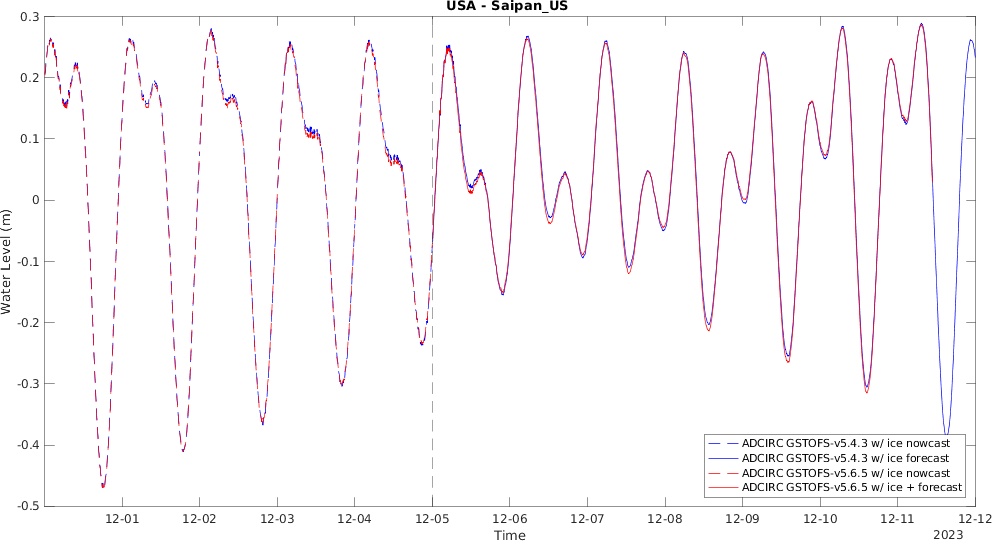 USA - Saipan_US
0.3
0.2
0.1
0
-0.1
-0.2
-0.3
-0.4
-0.5
Water Level (m)
ADCIRC GSTOFS-v5.4.3 w/ ice nowcast
ADCIRC GSTOFS-v5.4.3 w/ ice forecast
ADCIRC GSTOFS-v5.6.5 w/ ice nowcast
ADCIRC GSTOFS-v5.6.5 w/ ice + forecast
12-01 12-02 12-03 12-04 12-05 12-06 12-07 12-08 12-09 12-10 12-11 12-12
Time
2023